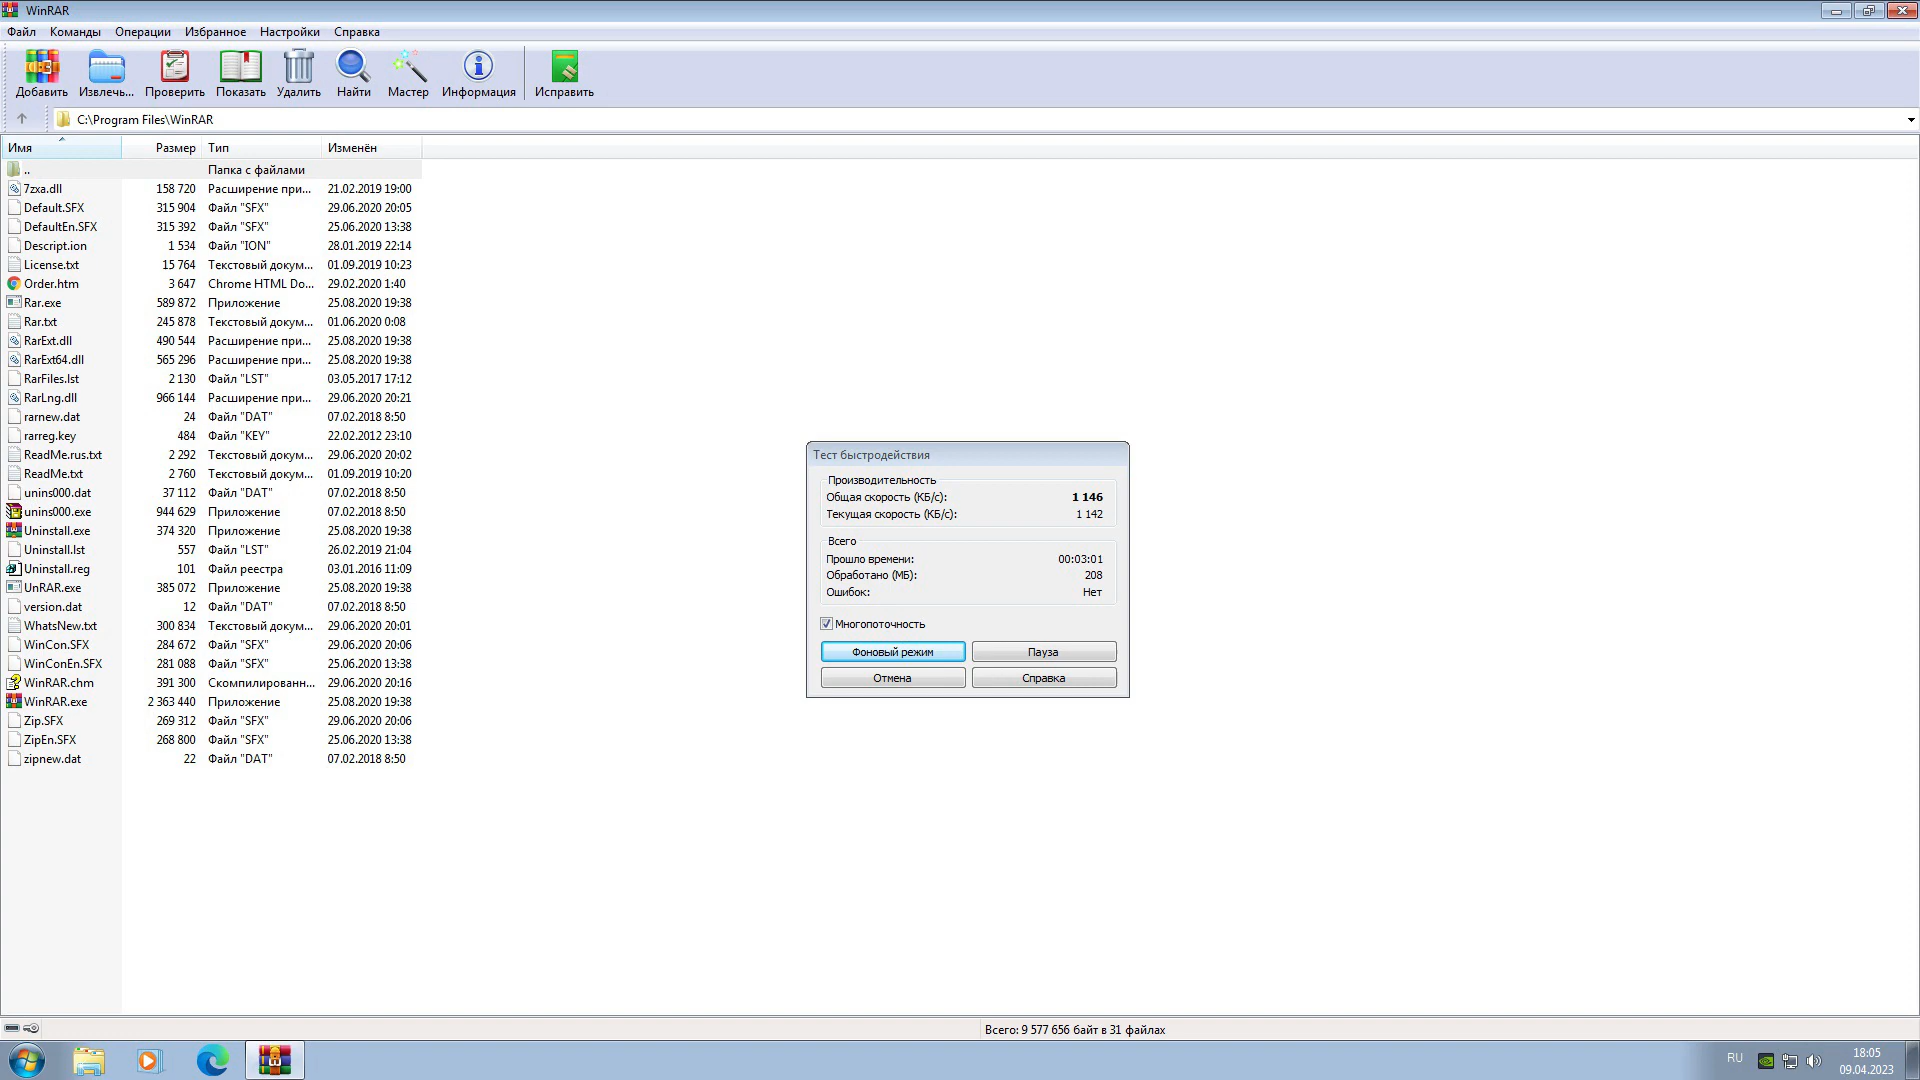 WinRAR
Файл Команды Операции Избранное Настройки Справка
Добавить Извлечь... Проверить Показать Удалить Найти Мастер Информация Исправить
C:\Program Files\WinRAR
Имя Размер Тип Изменён
.. Папка с файлами
7zxa.dll 158 720 Расширение при... 21.02.2019 19:00
Default.SFX 315 904 Файл "SFX" 29.06.2020 20:05
DefaultEn.SFX 315 392 Файл "SFX" 25.06.2020 13:38
Descript.ion 1 534 Файл "ION" 28.01.2019 22:14
License.txt 15 764 Текстовый докум... 01.09.2019 10:23
Order.htm 3 647 Chrome HTML Do... 29.02.2020 1:40
Rar.exe 589 872 Приложение 25.08.2020 19:38
Rar.txt 245 878 Текстовый докум... 01.06.2020 0:08
RarExt.dll 490 544 Расширение при... 25.08.2020 19:38
RarExt64.dll 565 296 Расширение при... 25.08.2020 19:38
RarFiles.lst 2 130 Файл "LST" 03.05.2017 17:12
RarLng.dll 966 144 Расширение при... 29.06.2020 20:21
rarnew.dat 24 Файл "DAT" 07.02.2018 8:50
rarreg.key 484 Файл "KEY" 22.02.2012 23:10
ReadMe.rus.txt 2 292 Текстовый докум... 29.06.2020 20:02
ReadMe.txt 2 760 Текстовый докум... 01.09.2019 10:20
unins000.dat 37 112 Файл "DAT" 07.02.2018 8:50
unins000.exe 944 629 Приложение 07.02.2018 8:50
Uninstall.exe 374 320 Приложение 25.08.2020 19:38
Uninstall.lst 557 Файл "LST" 26.02.2019 21:04
Uninstall.reg 101 Файл реестра 03.01.2016 11:09
UnRAR.exe 385 072 Приложение 25.08.2020 19:38
version.dat 12 Файл "DAT" 07.02.2018 8:50
WhatsNew.txt 300 834 Текстовый докум... 29.06.2020 20:01
WinCon.SFX 284 672 Файл "SFX" 29.06.2020 20:06
WinConEn.SFX 281 088 Файл "SFX" 25.06.2020 13:38
WinRAR.chm 391 300 Скомпилированн... 29.06.2020 20:16
WinRAR.exe 2 363 440 Приложение 25.08.2020 19:38
Zip.SFX 269 312 Файл "SFX" 29.06.2020 20:06
ZipEn.SFX 268 800 Файл "SFX" 25.06.2020 13:38
zipnew.dat 22 Файл "DAT" 07.02.2018 8:50
Тест быстродействия
Производительность
Общая скорость (КБ/с): 1 146
Текущая скорость (КБ/с): 1 142
Всего
Прошло времени: 00:03:01
Обработано (МБ): 208
Ошибок: Нет
Многопоточность
Фоновый режим Пауза
Отмена Справка
Всего: 9 577 656 байт в 31 файлах
RU 18:05
09.04.2023